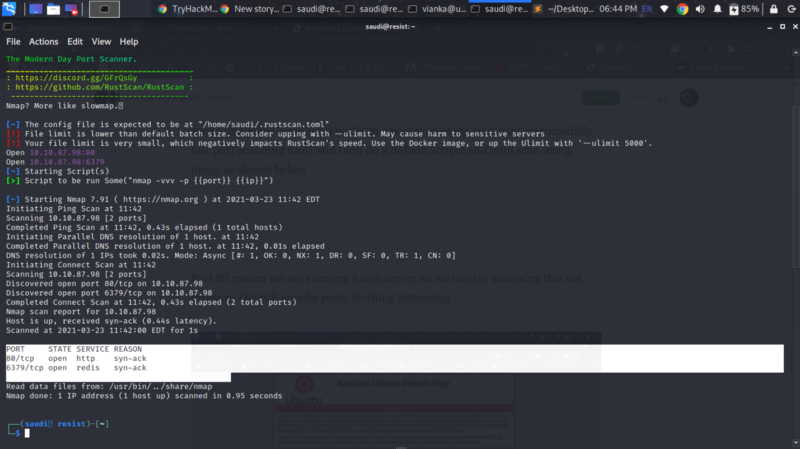 TryHackM...
New story
saudi@re...
saudi@re...
vianka@u...
saudi@re...
~/Desktop...
06:44 PM
EN
85%
saudi@resist: ~
File Actions Edit View Help
The Modern Day Port Scanner.
: https://discord.gg/GFrQsGy :
: https://github.com/RustScan/RustScan :
Nmap? More like slowmap.
[~] The config file is expected to be at "/home/saudi/.rustscan.toml"
[!] File limit is lower than default batch size. Consider upping with --ulimit. May cause harm to sensitive servers
[!] Your file limit is very small, which negatively impacts RustScan's speed. Use the Docker image, or up the Ulimit with '--ulimit 5000'.
Open 10.10.87.98:80
Open 10.10.87.98:6379
[~] Starting Script(s)
[>] Script to be run Some("nmap -vvv -p {{port}} {{ip}}")
[~] Starting Nmap 7.91 ( https://nmap.org ) at 2021-03-23 11:42 EDT
Initiating Ping Scan at 11:42
Scanning 10.10.87.98 [2 ports]
Completed Ping Scan at 11:42, 0.43s elapsed (1 total hosts)
Initiating Parallel DNS resolution of 1 host. at 11:42
Completed Parallel DNS resolution of 1 host. at 11:42, 0.01s elapsed
DNS resolution of 1 IPs took 0.02s. Mode: Async [#: 1, OK: 0, NX: 1, DR: 0, SF: 0, TR: 1, CN: 0]
Initiating Connect Scan at 11:42
Scanning 10.10.87.98 [2 ports]
Discovered open port 80/tcp on 10.10.87.98
Discovered open port 6379/tcp on 10.10.87.98
Completed Connect Scan at 11:42, 0.43s elapsed (2 total ports)
Nmap scan report for 10.10.87.98
Host is up, received syn-ack (0.44s latency).
Scanned at 2021-03-23 11:42:00 EDT for 1s
PORT STATE SERVICE REASON
80/tcp open http syn-ack
6379/tcp open redis syn-ack
Read data files from: /usr/bin/../share/nmap
Nmap done: 1 IP address (1 host up) scanned in 0.95 seconds
(saudi resist)-[~]
$